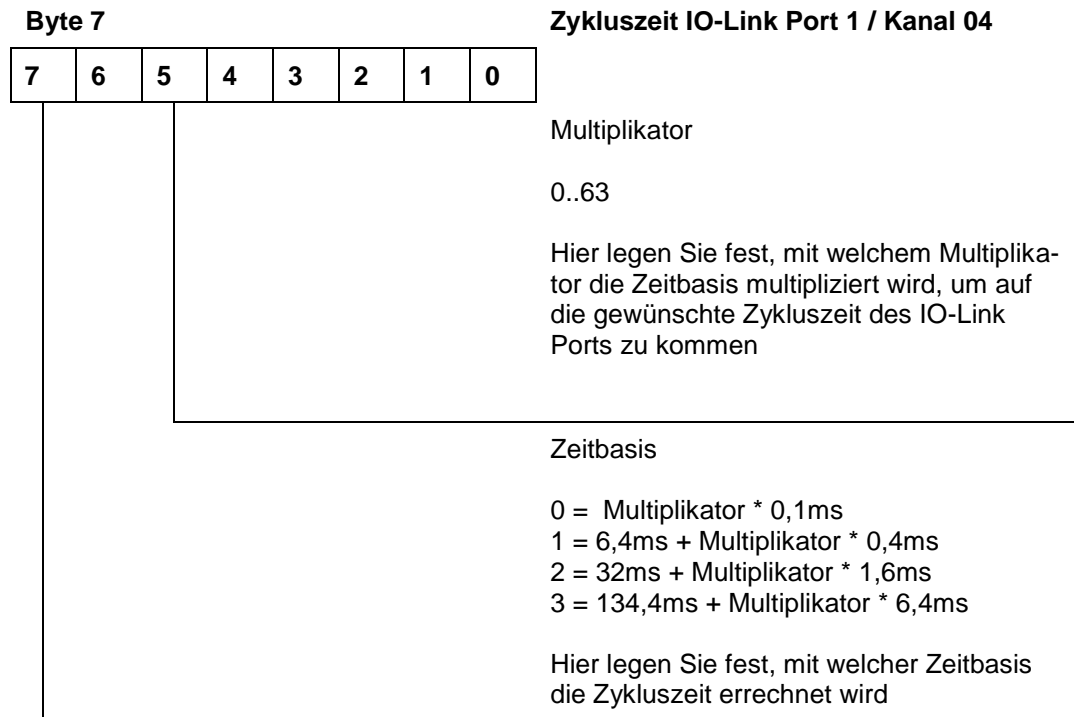 Byte 7 Zykluszeit IO-Link Port 1 / Kanal 04
7 6 5 4 3 2 1 0
Multiplikator
0..63
Hier legen Sie fest, mit welchem Multiplika-
tor die Zeitbasis multipliziert wird, um auf
die gewünschte Zykluszeit des IO-Link
Ports zu kommen
Zeitbasis
0 = Multiplikator * 0,1ms
1 = 6,4ms + Multiplikator * 0,4ms
2 = 32ms + Multiplikator * 1,6ms
3 = 134,4ms + Multiplikator * 6,4ms
Hier legen Sie fest, mit welcher Zeitbasis
die Zykluszeit errechnet wird